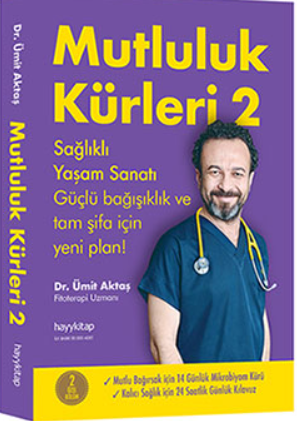 Dr. Ümit Aktaş
Mutluluk Kürleri 2
hayykitap
Mutluluk
Kürleri 2
Sağlıklı
Yaşam Sanatı
Güçlü bağışıklık ve
tam şifa için
yeni plan!
Dr. Ümit Aktaş
Fitoterapi Uzmanı
hayykitap
2
✓ Mutlu Bağırsak için 14 Günlük Mikrobiyom Kürü
✓ Kalıcı Sağlık için 24 Saatlik Günlük Kılavuz